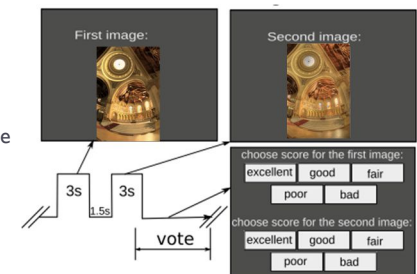 First image:
Second image:
e
3s
1.5s
3s
vote
choose score for the first image:
excellent good fair
poor bad
choose score for the second image:
excellent good fair
poor bad